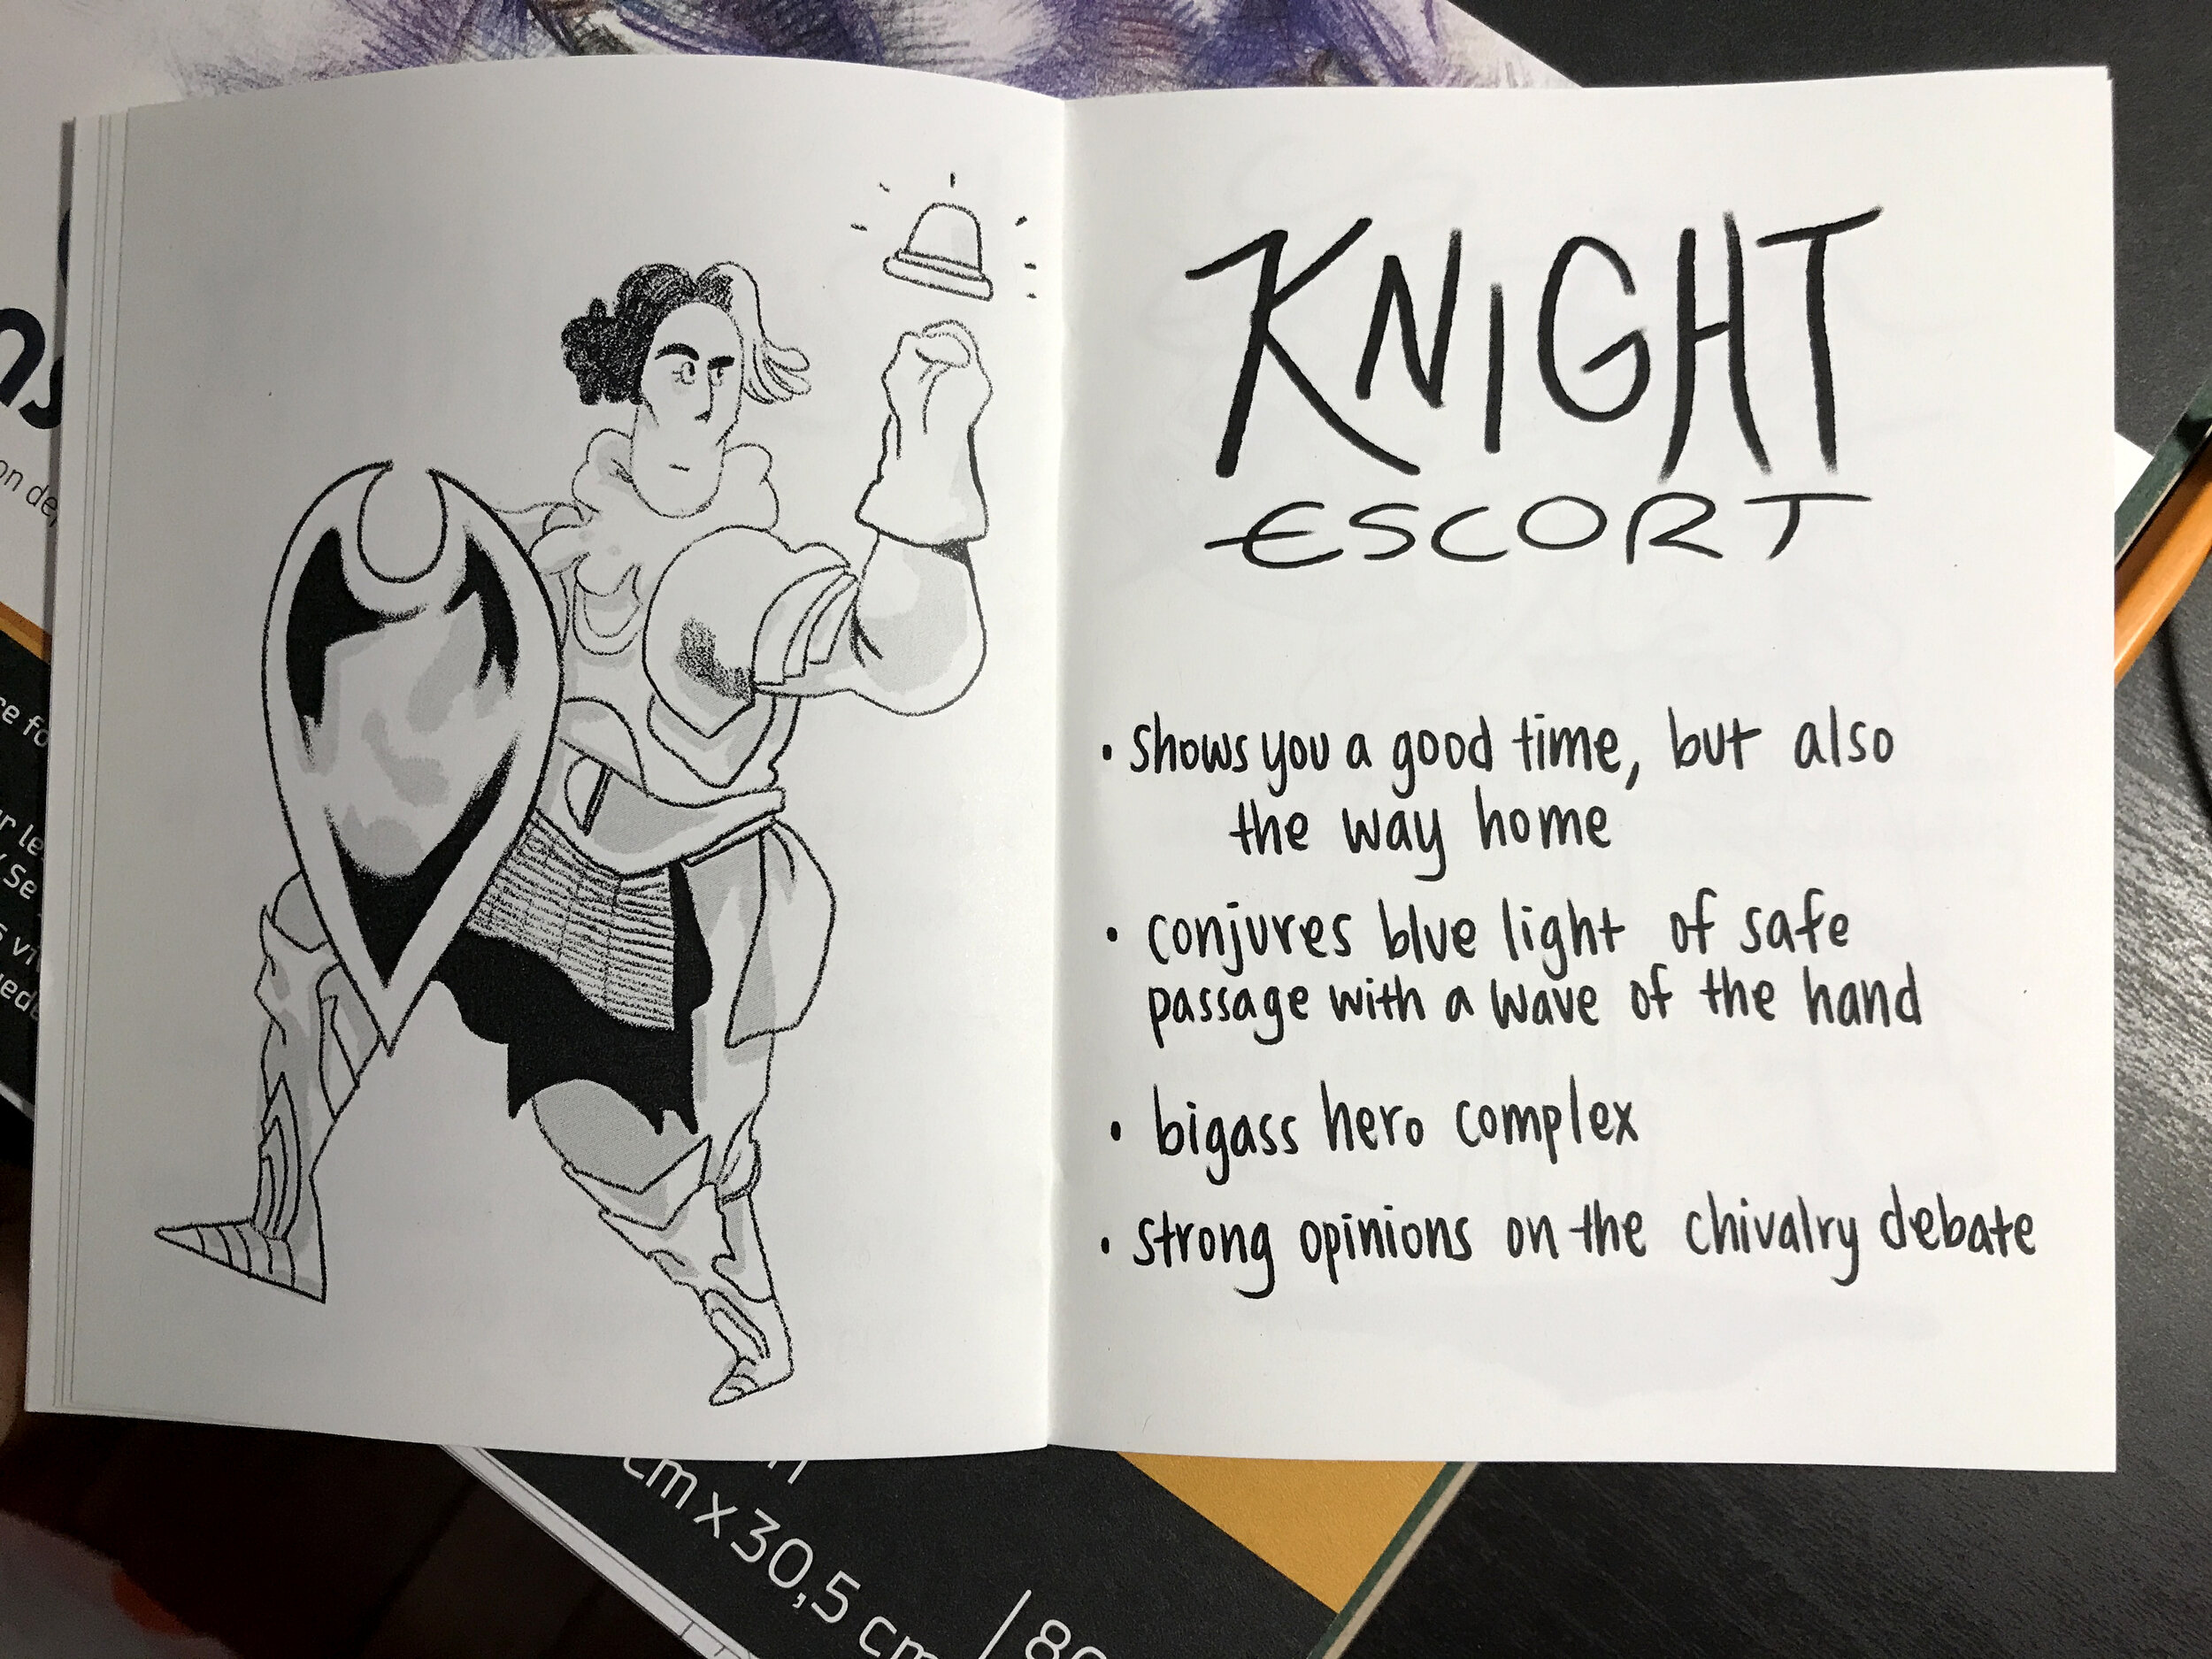 KNIGHT
ESCORT
• shows you a good time, but also
the way home
• conjures blue light of safe
passage with a wave of the hand
• bigass hero complex
• strong opinions on the chivalry debate
cm x 30,5 cm